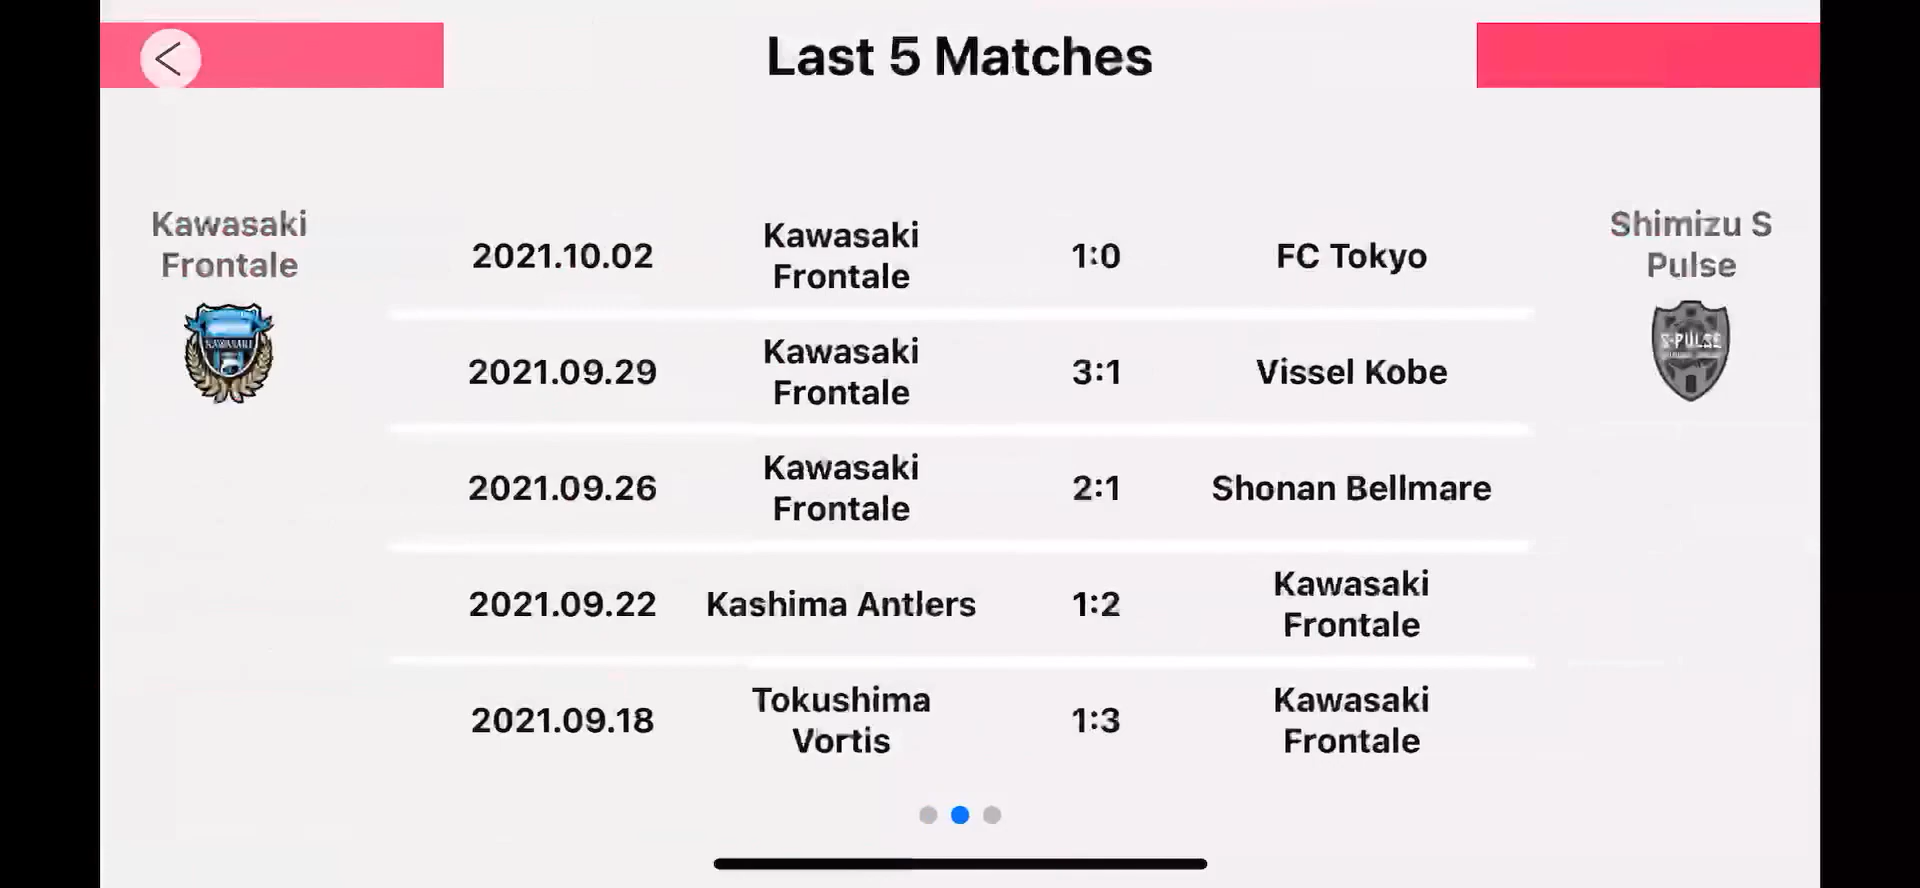 Last 5 Matches
Kawasaki
Frontale
KAWASAKI
Shimizu S
Pulse
S-PULSE
2021.10.02
Kawasaki
Frontale
1:0
FC Tokyo
2021.09.29
Kawasaki
Frontale
3:1
Vissel Kobe
2021.09.26
Kawasaki
Frontale
2:1
Shonan Bellmare
2021.09.22
Kashima Antlers
1:2
Kawasaki
Frontale
2021.09.18
Tokushima
Vortis
1:3
Kawasaki
Frontale